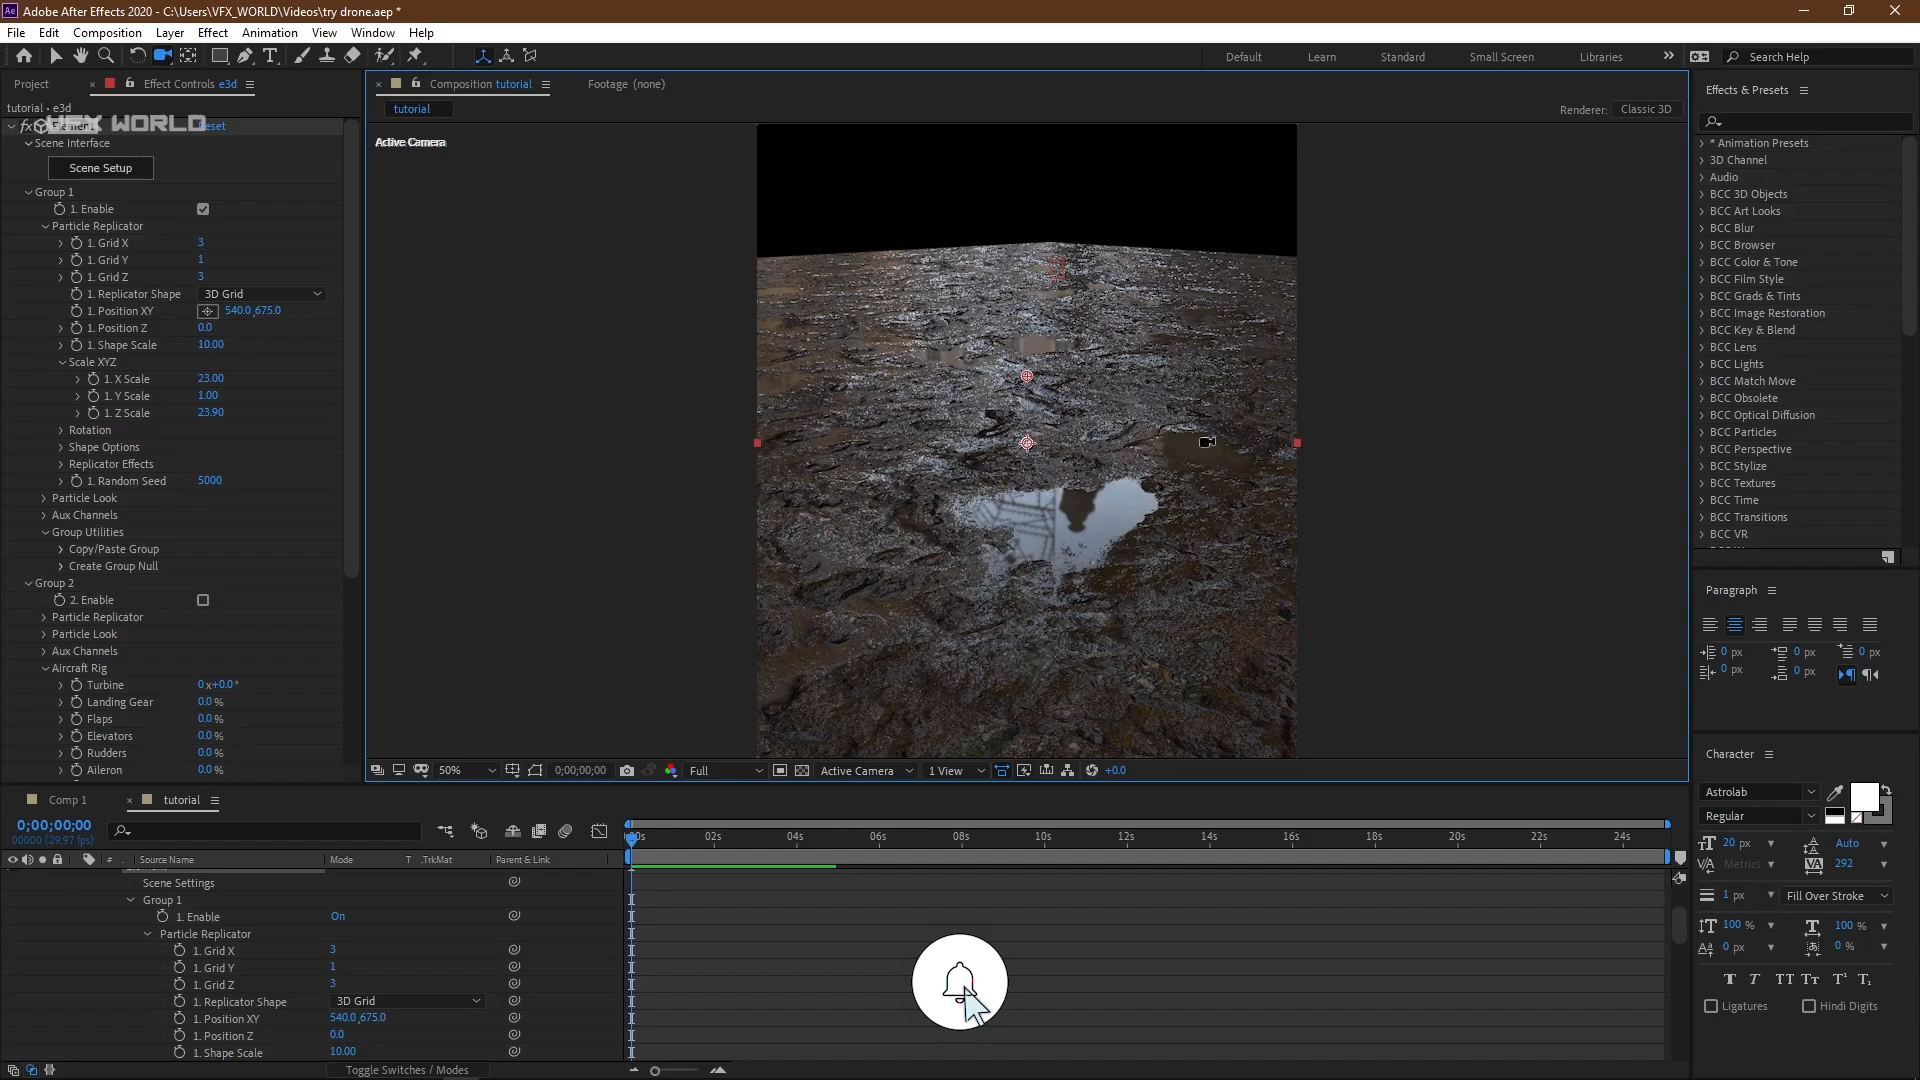 Adobe After Effects 2020 - C:\Users\VFX_WORLD\Videos\try drone.aep *
File Edit Composition Layer Effect Animation View Window Help
Default Learn Standard Small Screen Libraries Search Help
Project Effect Controls e3d
tutorial • e3d
VFX WORLD
Element Reset
Scene Interface
Scene Setup
Group 1
1. Enable
Particle Replicator
1. Grid X 3
1. Grid Y 1
1. Grid Z 3
1. Replicator Shape 3D Grid
1. Position XY 540.0,675.0
1. Position Z 0.0
1. Shape Scale 10.00
Scale XYZ
1. X Scale 23.00
1. Y Scale 1.00
1. Z Scale 23.90
Rotation
Shape Options
Replicator Effects
1. Random Seed 5000
Particle Look
Aux Channels
Group Utilities
Copy/Paste Group
Create Group Null
Group 2
2. Enable
Particle Replicator
Particle Look
Aux Channels
Aircraft Rig
Turbine 0x+0.0°
Landing Gear 0.0 %
Flaps 0.0 %
Elevators 0.0 %
Rudders 0.0 %
Aileron 0.0 %
Composition tutorial Footage (none)
tutorial
Renderer: Classic 3D
Active Camera
50% 0;00;00;00 Full Active Camera 1 View +0.0
Effects & Presets
* Animation Presets
3D Channel
Audio
BCC 3D Objects
BCC Art Looks
BCC Blur
BCC Browser
BCC Color & Tone
BCC Film Style
BCC Grads & Tints
BCC Image Restoration
BCC Key & Blend
BCC Lens
BCC Lights
BCC Match Move
BCC Obsolete
BCC Optical Diffusion
BCC Particles
BCC Perspective
BCC Stylize
BCC Textures
BCC Time
BCC Transitions
BCC VR
Paragraph
0 px 0 px 0 px
0 px 0 px
Character
Astrolab
Regular
20 px Auto
Metrics 292
1 px Fill Over Stroke
100 % 100 %
0 px 0 %
T T TT Tt T¹ T₁
Ligatures Hindi Digits
Comp 1 tutorial
0;00;00;00
00000 (29.97 fps)
# Source Name Mode T .TrkMat Parent & Link
02s 04s 06s 08s 10s 12s 14s 16s 18s 20s 22s 24s
Scene Settings
Group 1
1. Enable On
Particle Replicator
1. Grid X 3
1. Grid Y 1
1. Grid Z 3
1. Replicator Shape 3D Grid
1. Position XY 540.0,675.0
1. Position Z 0.0
1. Shape Scale 10.00
Toggle Switches / Modes